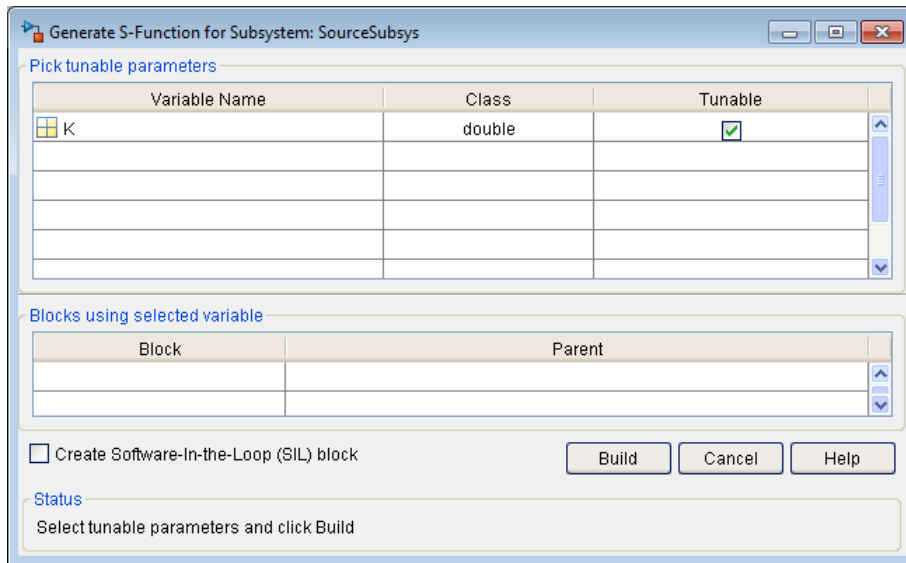 Generate S-Function for Subsystem: SourceSubsys
Pick tunable parameters
Variable Name Class Tunable
K double
Blocks using selected variable
Block Parent
Create Software-In-the-Loop (SIL) block Build Cancel Help
Status
Select tunable parameters and click Build